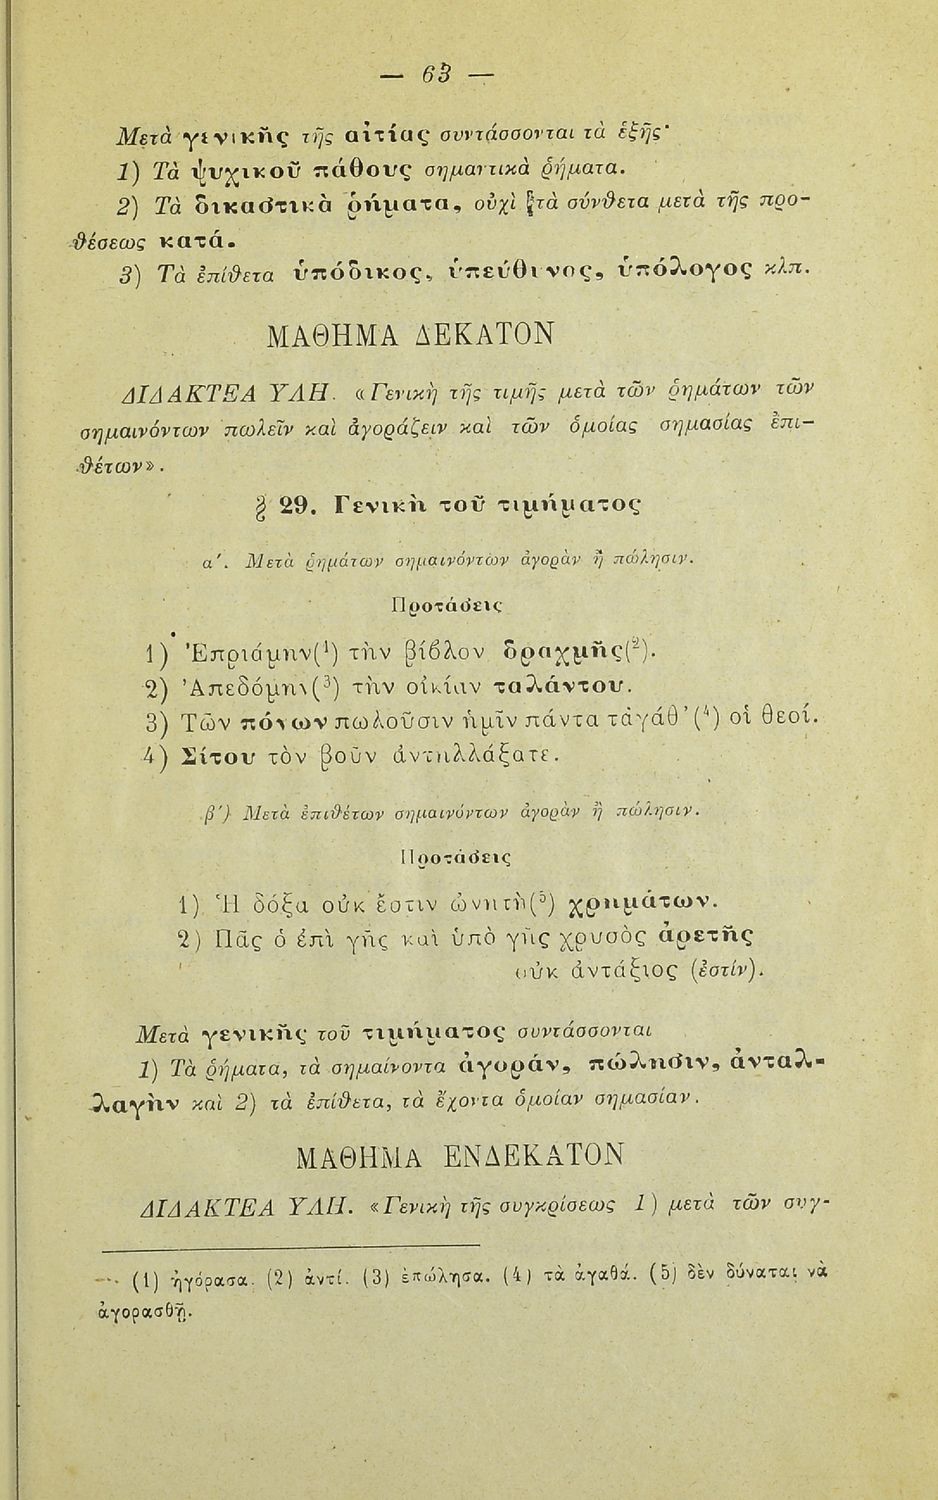 — 63 —
Μετὰ γενικῆς τῆς αἰτίας συντάσσονται τὰ ἑξῆς·
1) Τὰ ψυχικοῦ πάθους σημαντικὰ ῥήματα.
2) Τὰ δικαστικὰ ῥήματα, οὐχὶ τὰ σύνθετα μετὰ τῆς προ-
θέσεως κατά.
3) Τὰ ἐπίθετα ὑπόδικος, ὑπεύθυνος, ὑπόλογος κλπ.
ΜΑΘΗΜΑ ΔΕΚΑΤΟΝ
ΔΙΔΑΚΤΕΑ ΥΛΗ. «Γενικὴ τῆς τιμῆς μετὰ τῶν ῥημάτων τῶν
σημαινόντων πωλεῖν καὶ ἀγοράζειν καὶ τῶν ὁμοίας σημασίας ἐπι-
θέτων».
§ 29. Γενικὴ τοῦ τιμήματος
α΄. Μετὰ ῥημάτων σημαινόντων ἀγορὰν ἢ πώλησιν.
Προτάσεις
1) Ἐπριάμην(¹) τὴν βίβλον δραχμῆς(²).
2) Ἀπεδόμην(³) τὴν οἰκίαν ταλάντου.
3) Τῶν πόνων πωλοῦσιν ἡμῖν πάντα τἀγάθ᾽(⁴) οἱ θεοί.
4) Σίτου τὸν βοῦν ἀντηλλάξατε.
β΄) Μετὰ ἐπιθέτων σημαινόντων ἀγορὰν ἢ πώλησιν.
Προτάσεις
1) Ἡ δόξα οὐκ ἔστιν ὠνητὴ(⁵) χρημάτων.
2) Πᾶς ὁ ἐπὶ γῆς καὶ ὑπὸ γῆς χρυσὸς ἀρετῆς
οὐκ ἀντάξιος (ἐστίν).
Μετὰ γενικῆς τοῦ τιμήματος συντάσσονται
1) Τὰ ῥήματα, τὰ σημαίνοντα ἀγοράν, πώλησιν, ἀνταλ-
λαγὴν καὶ 2) τὰ ἐπίθετα, τὰ ἔχοντα ὁμοίαν σημασίαν.
ΜΑΘΗΜΑ ΕΝΔΕΚΑΤΟΝ
ΔΙΔΑΚΤΕΑ ΥΛΗ. «Γενικὴ τῆς συγκρίσεως 1) μετὰ τῶν συγ-
(1) ἠγόρασα. (2) ἀντί. (3) ἐπώλησα. (4) τὰ ἀγαθά. (5) δὲν δύναται νὰ
ἀγορασθῇ.